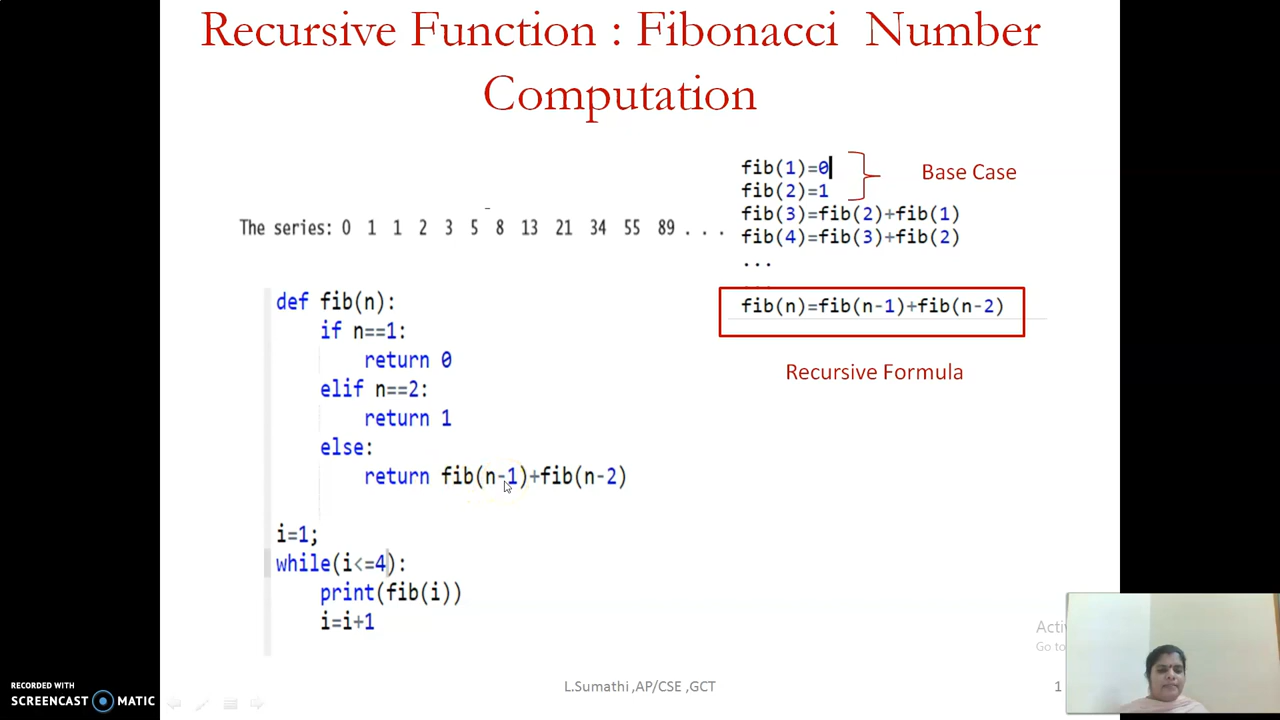 Recursive Function : Fibonacci Number
Computation
fib(1)=0
fib(2)=1
Base Case
fib(3)=fib(2)+fib(1)
fib(4)=fib(3)+fib(2)
...
...
fib(n)=fib(n-1)+fib(n-2)
Recursive Formula
The series: 0 1 1 2 3 5 8 13 21 34 55 89 . . .
def fib(n):
    if n==1:
        return 0
    elif n==2:
        return 1
    else:
        return fib(n-1)+fib(n-2)
i=1;
while(i<=4):
    print(fib(i))
    i=i+1
Go to
L.Sumathi ,AP/CSE ,GCT
1
RECORDED WITH
SCREENCAST MATIC